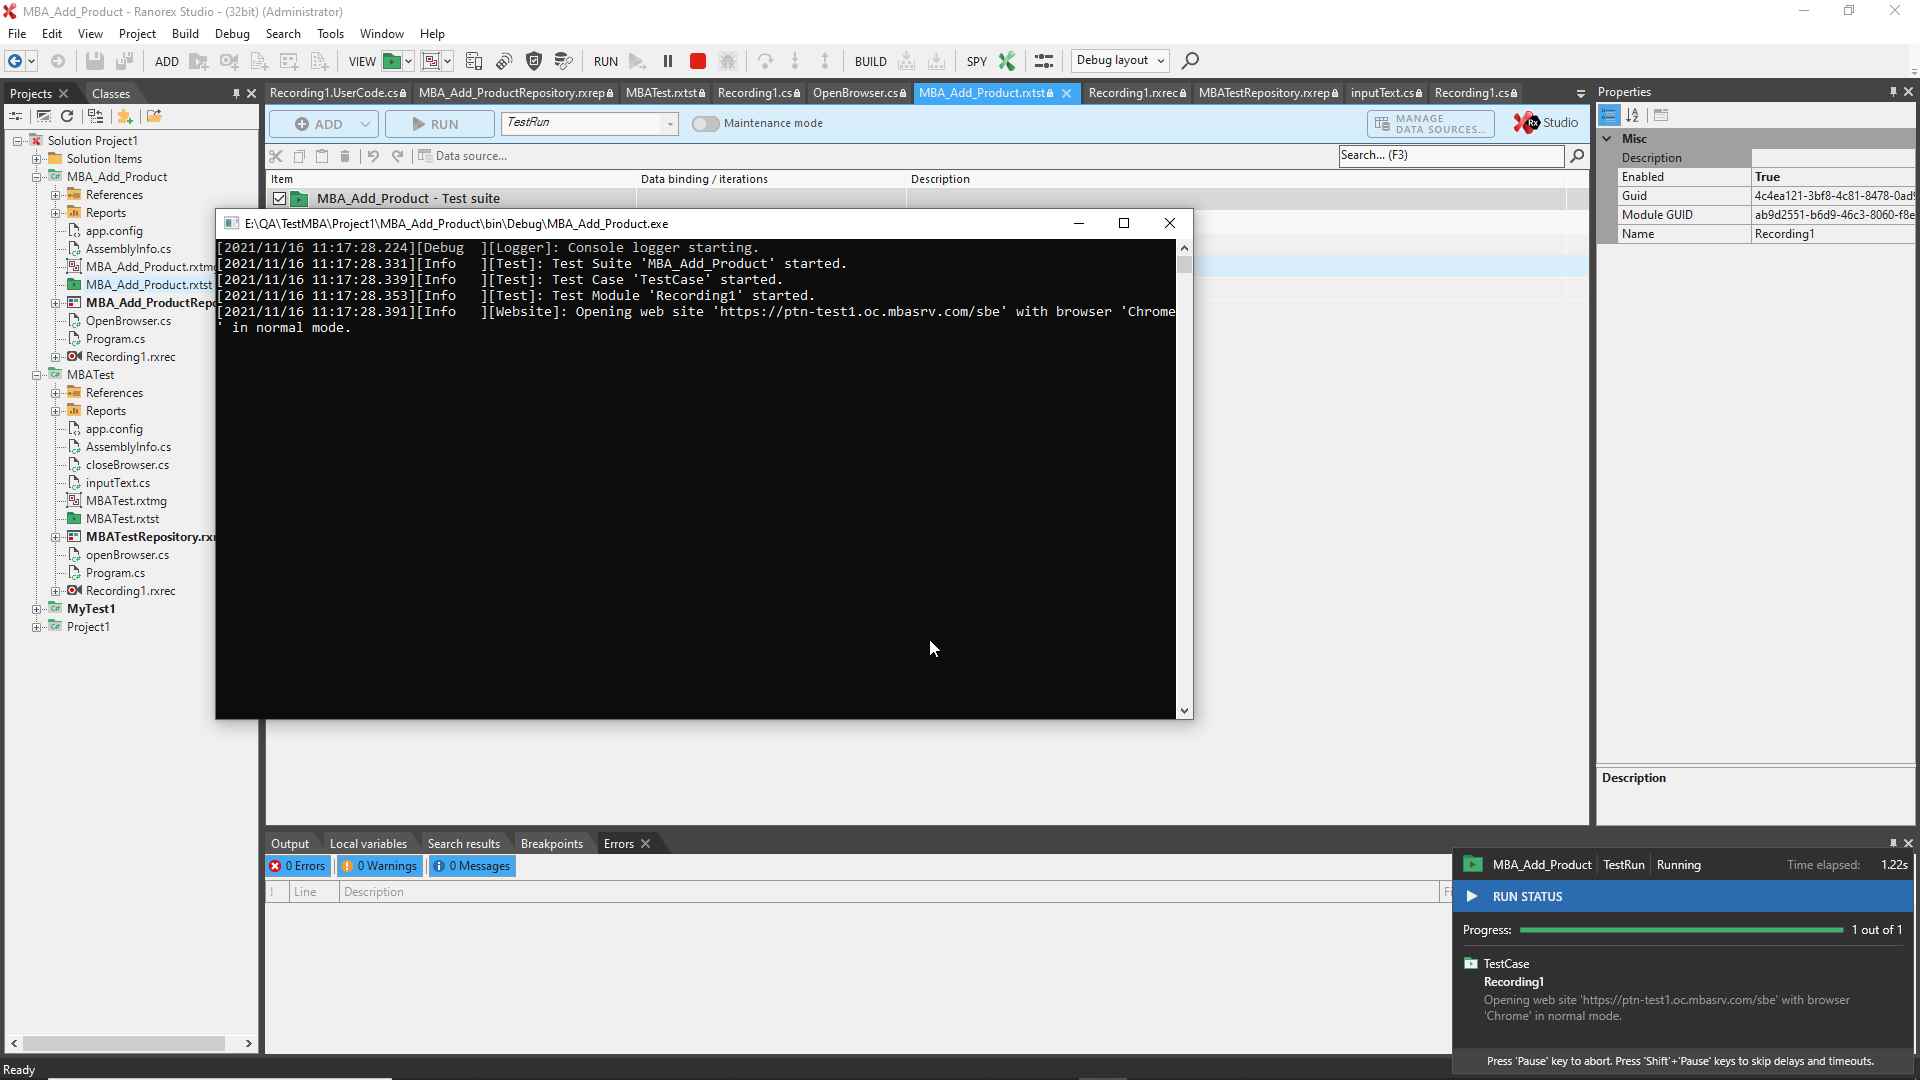 MBA_Add_Product - Ranorex Studio - (32bit) (Administrator)
File Edit View Project Build Debug Search Tools Window Help
ADD VIEW RUN BUILD SPY Debug layout
Projects Classes
Recording1.UserCode.cs MBA_Add_ProductRepository.rxrep MBATest.rxtst Recording1.cs OpenBrowser.cs MBA_Add_Product.rxtst Recording1.rxrec MBATestRepository.rxrep inputText.cs Recording1.cs
Properties
ADD RUN TestRun Maintenance mode MANAGE DATA SOURCES... Rx Studio
Data source... Search... (F3)
Item Data binding / iterations Description
MBA_Add_Product - Test suite
Solution Project1
Solution Items
MBA_Add_Product
References
Reports
app.config
AssemblyInfo.cs
MBA_Add_Product.rxtm
MBA_Add_Product.rxtst
MBA_Add_ProductRepo
OpenBrowser.cs
Program.cs
Recording1.rxrec
MBATest
References
Reports
app.config
AssemblyInfo.cs
closeBrowser.cs
inputText.cs
MBATest.rxtmg
MBATest.rxtst
MBATestRepository.rx
openBrowser.cs
Program.cs
Recording1.rxrec
MyTest1
Project1
E:\QA\TestMBA\Project1\MBA_Add_Product\bin\Debug\MBA_Add_Product.exe
[2021/11/16 11:17:28.224][Debug  ][Logger]: Console logger starting.
[2021/11/16 11:17:28.331][Info   ][Test]: Test Suite 'MBA_Add_Product' started.
[2021/11/16 11:17:28.339][Info   ][Test]: Test Case 'TestCase' started.
[2021/11/16 11:17:28.353][Info   ][Test]: Test Module 'Recording1' started.
[2021/11/16 11:17:28.391][Info   ][Website]: Opening web site 'https://ptn-test1.oc.mbasrv.com/sbe' with browser 'Chrome
' in normal mode.
Misc
Description
Enabled True
Guid 4c4ea121-3bf8-4c81-8478-0ad
Module GUID ab9d2551-b6d9-46c3-8060-f8e
Name Recording1
Description
Output Local variables Search results Breakpoints Errors
0 Errors 0 Warnings 0 Messages
! Line Description
MBA_Add_Product TestRun Running Time elapsed: 1.22s
RUN STATUS
Progress: 1 out of 1
TestCase
Recording1
Opening web site 'https://ptn-test1.oc.mbasrv.com/sbe' with browser
'Chrome' in normal mode.
Press 'Pause' key to abort. Press 'Shift'+'Pause' keys to skip delays and timeouts.
Ready